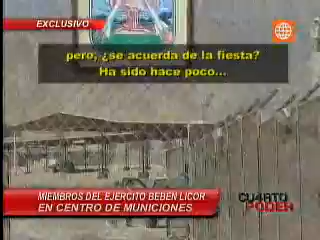 EXCLUSIVO
pero, ¿se acuerda de la fiesta?
Ha sido hace poco...
MIEMBROS DEL EJERCITO BEBEN LICOR
EN CENTRO DE MUNICIONES
CUARTO
PODER